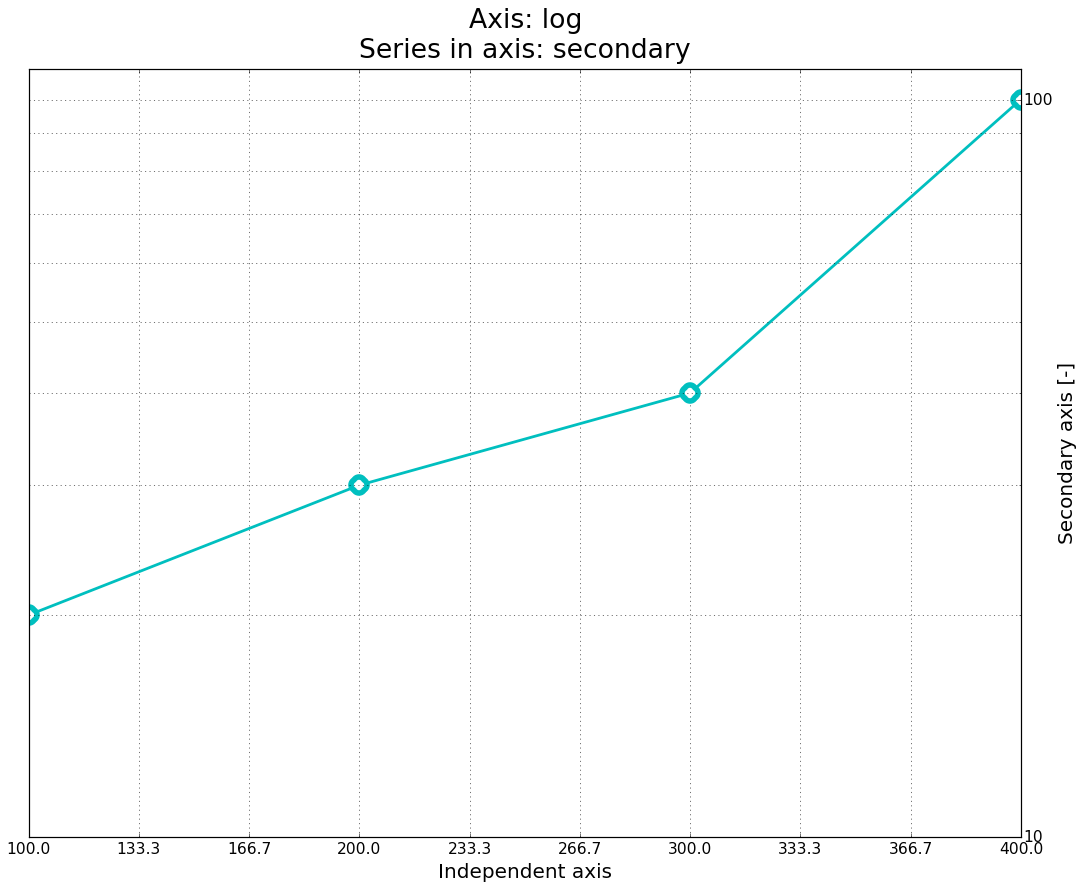 Axis: log
Series in axis: secondary
100
Secondary axis [-]
10
100.0 133.3 166.7 200.0 233.3 266.7 300.0 333.3 366.7 400.0
Independent axis